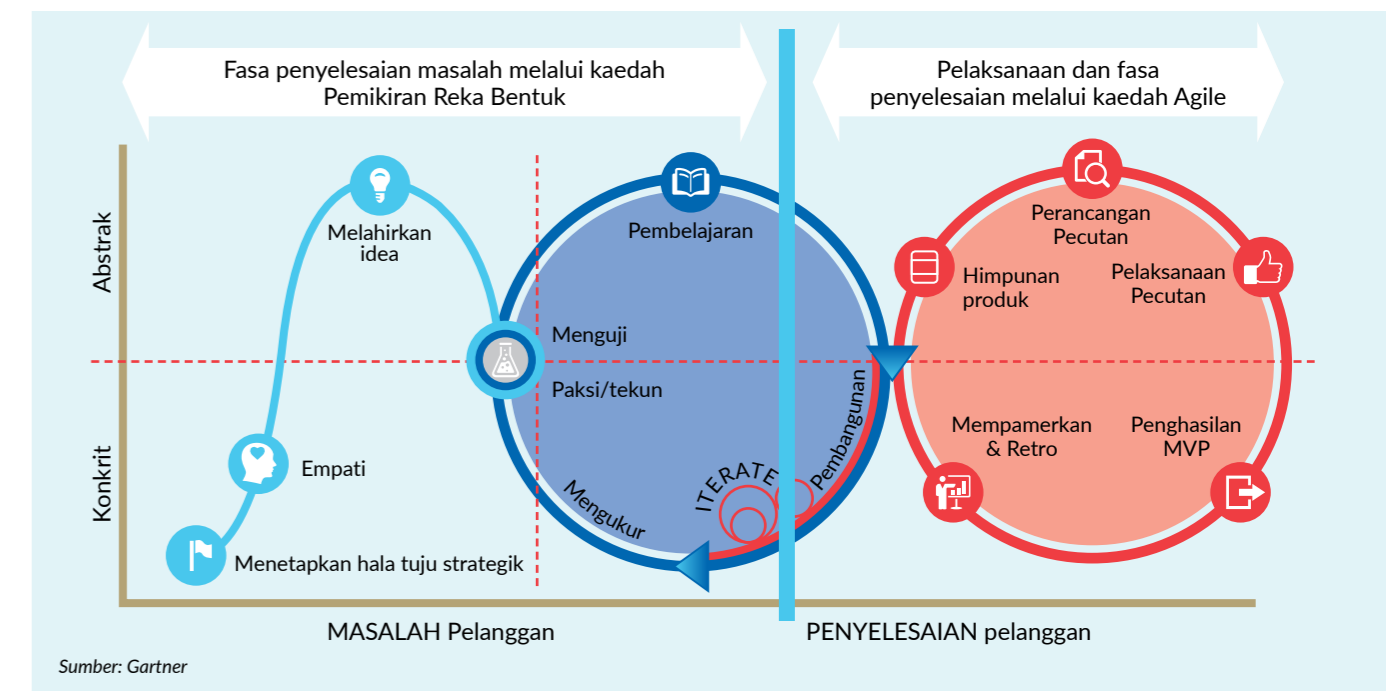 Fasa penyelesaian masalah melalui kaedah
Pemikiran Reka Bentuk
Pelaksanaan dan fasa
penyelesaian melalui kaedah Agile
Abstrak
Konkrit
Melahirkan
idea
Empati
Menetapkan hala tuju strategik
Pembelajaran
Menguji
Paksi/tekun
Mengukur
ITERATE
Pembangunan
Perancangan
Pecutan
Himpunan
produk
Pelaksanaan
Pecutan
Mempamerkan
& Retro
Penghasilan
MVP
MASALAH Pelanggan
PENYELESAIAN pelanggan
Sumber: Gartner